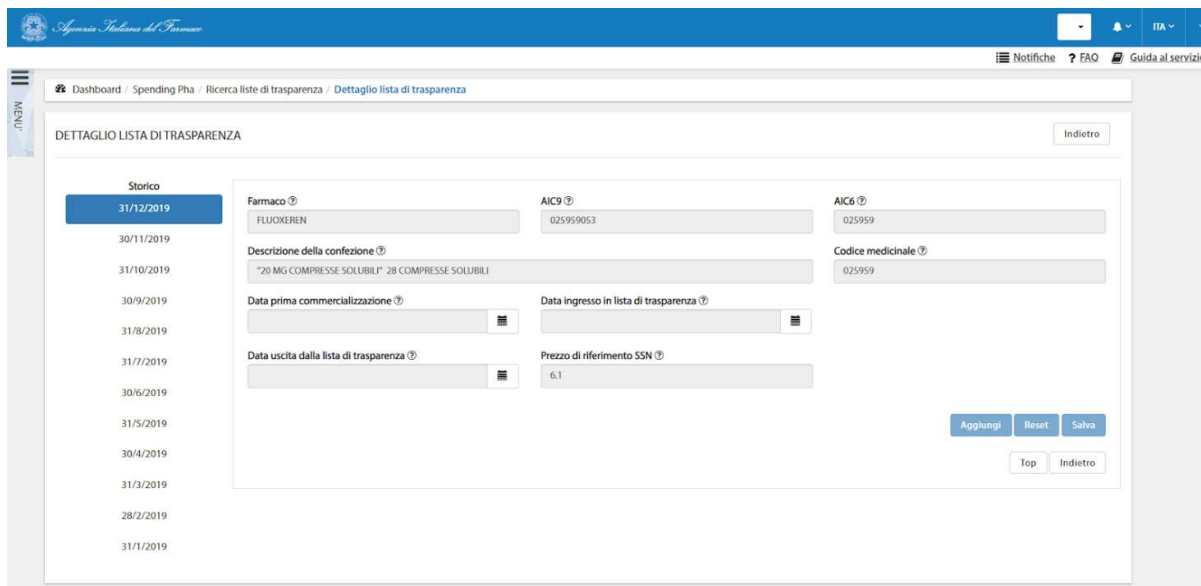 Agenzia Italiana del Farmaco
ITA
Notifiche ? FAQ Guida al servizio
MENU'
Dashboard / Spending Pha / Ricerca liste di trasparenza / Dettaglio lista di trasparenza
DETTAGLIO LISTA DI TRASPARENZA
Indietro
Storico
31/12/2019
30/11/2019
31/10/2019
30/9/2019
31/8/2019
31/7/2019
30/6/2019
31/5/2019
30/4/2019
31/3/2019
28/2/2019
31/1/2019
Farmaco ? AIC9 ? AIC6 ?
FLUOXEREN 025959053 025959
Descrizione della confezione ? Codice medicinale ?
"20 MG COMPRESSE SOLUBILI" 28 COMPRESSE SOLUBILI 025959
Data prima commercializzazione ? Data ingresso in lista di trasparenza ?
Data uscita dalla lista di trasparenza ? Prezzo di riferimento SSN ?
6.1
Aggiungi Reset Salva
Top Indietro